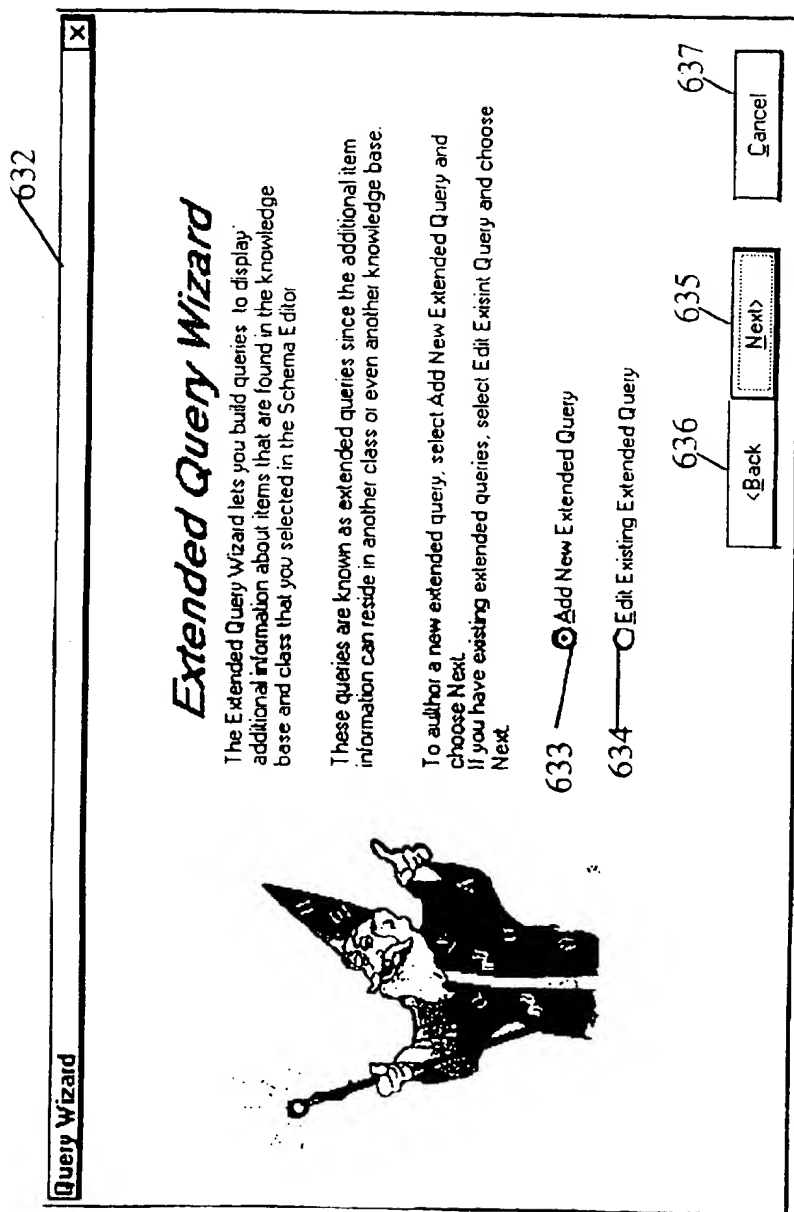 632
Query Wizard
X
Extended Query Wizard
The Extended Query Wizard lets you build queries to display
additional information about items that are found in the knowledge
base and class that you selected in the Schema Editor
These queries are known as extended queries since the additional item
information can reside in another class or even another knowledge base.
To author a new extended query, select Add New Extended Query and
choose Next.
If you have existing extended queries, select Edit Exisint Query and choose
Next.
633
Add New Extended Query
634
Edit Existing Extended Query
636
635
637
<Back
Next>
Cancel